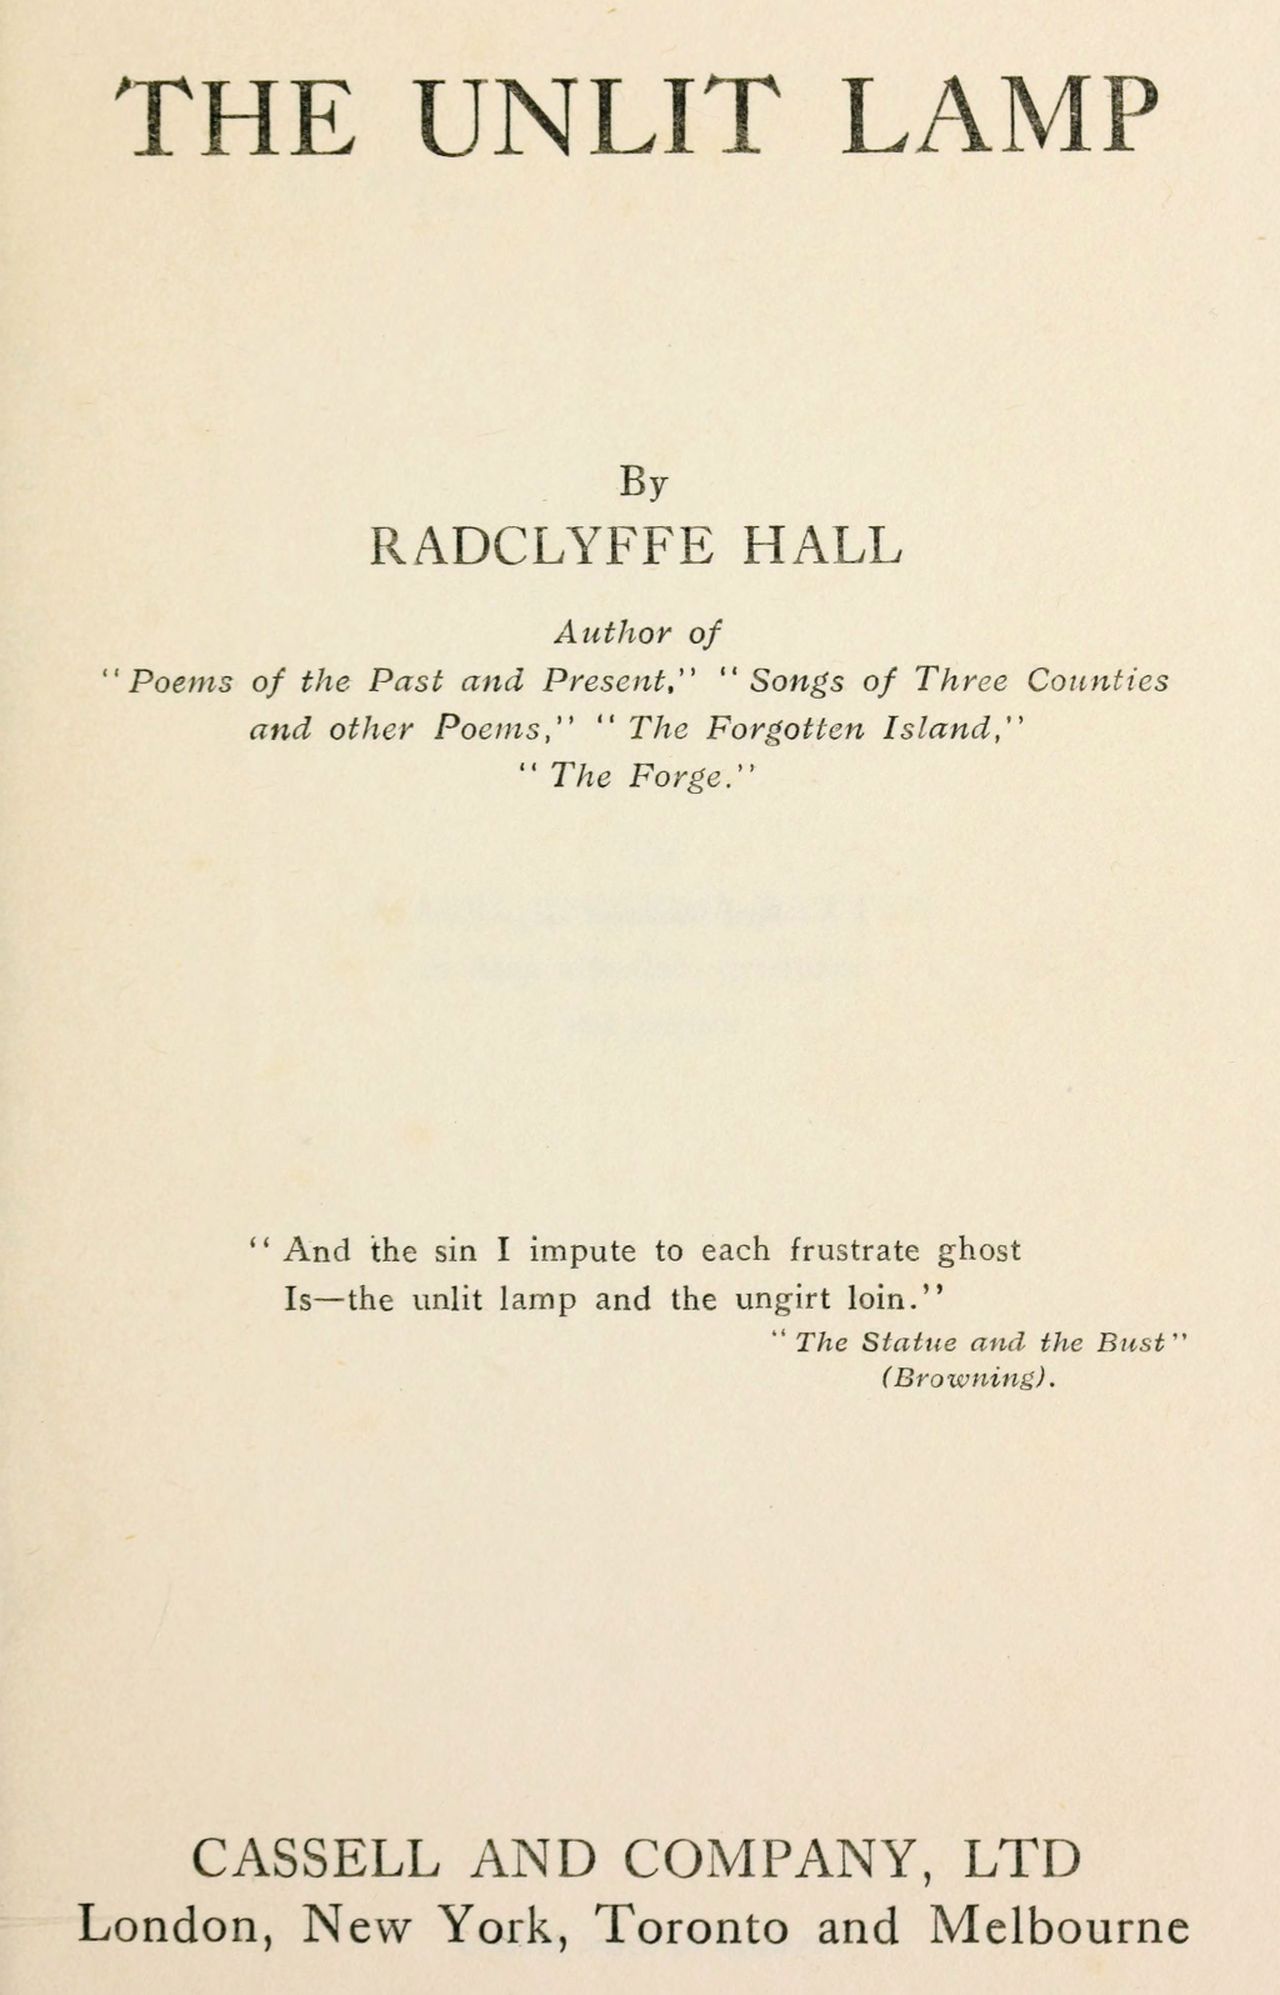 THE UNLIT LAMP
By
RADCLYFFE HALL
Author of
"Poems of the Past and Present," "Songs of Three Counties
and other Poems," "The Forgotten Island,"
"The Forge."
"And the sin I impute to each frustrate ghost
Is—the unlit lamp and the ungirt loin."
"The Statue and the Bust"
(Browning).
CASSELL AND COMPANY, LTD
London, New York, Toronto and Melbourne